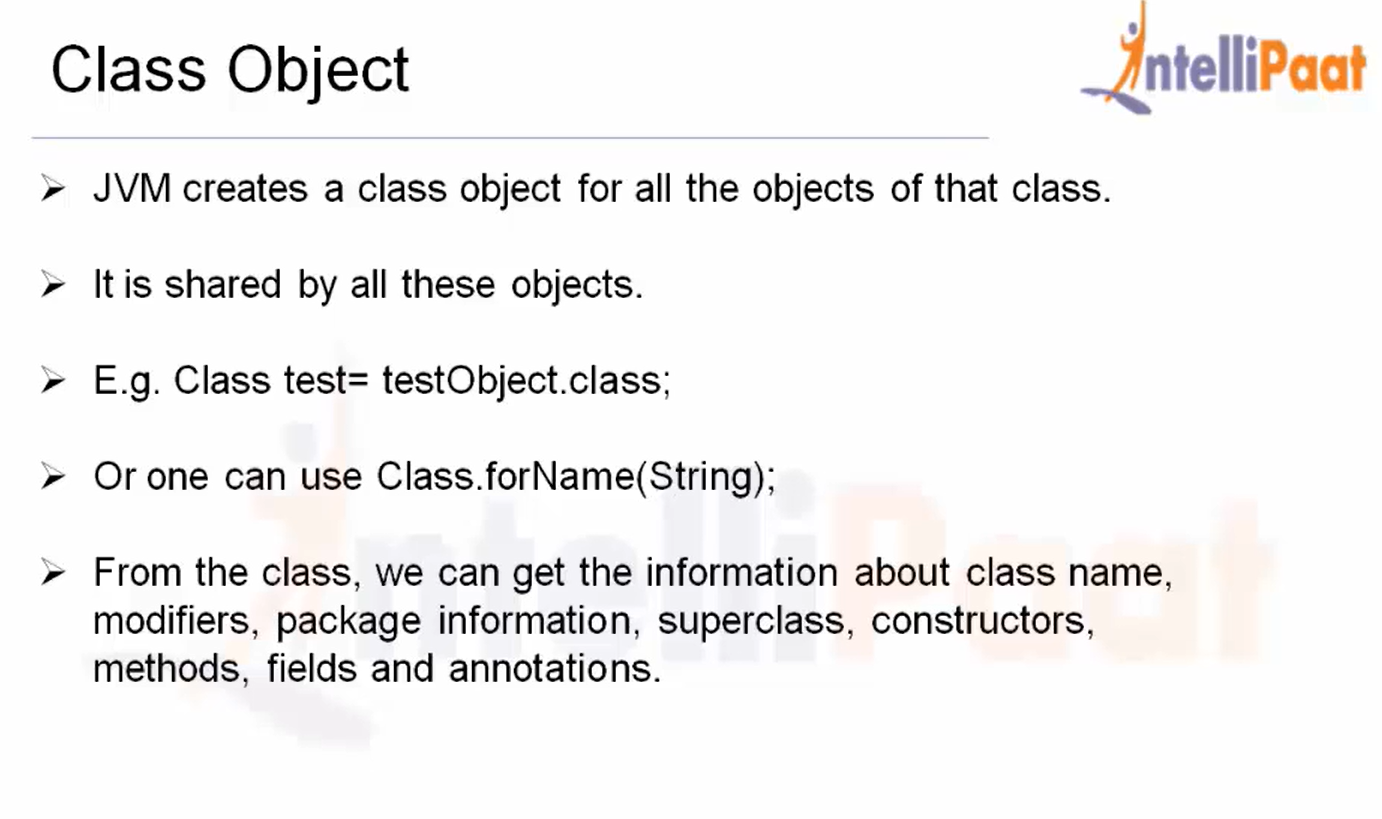 Class Object
IntelliPaat
➢ JVM creates a class object for all the objects of that class.
➢ It is shared by all these objects.
➢ E.g. Class test= testObject.class;
➢ Or one can use Class.forName(String);
➢ From the class, we can get the information about class name,
modifiers, package information, superclass, constructors,
methods, fields and annotations.
IntelliPaat